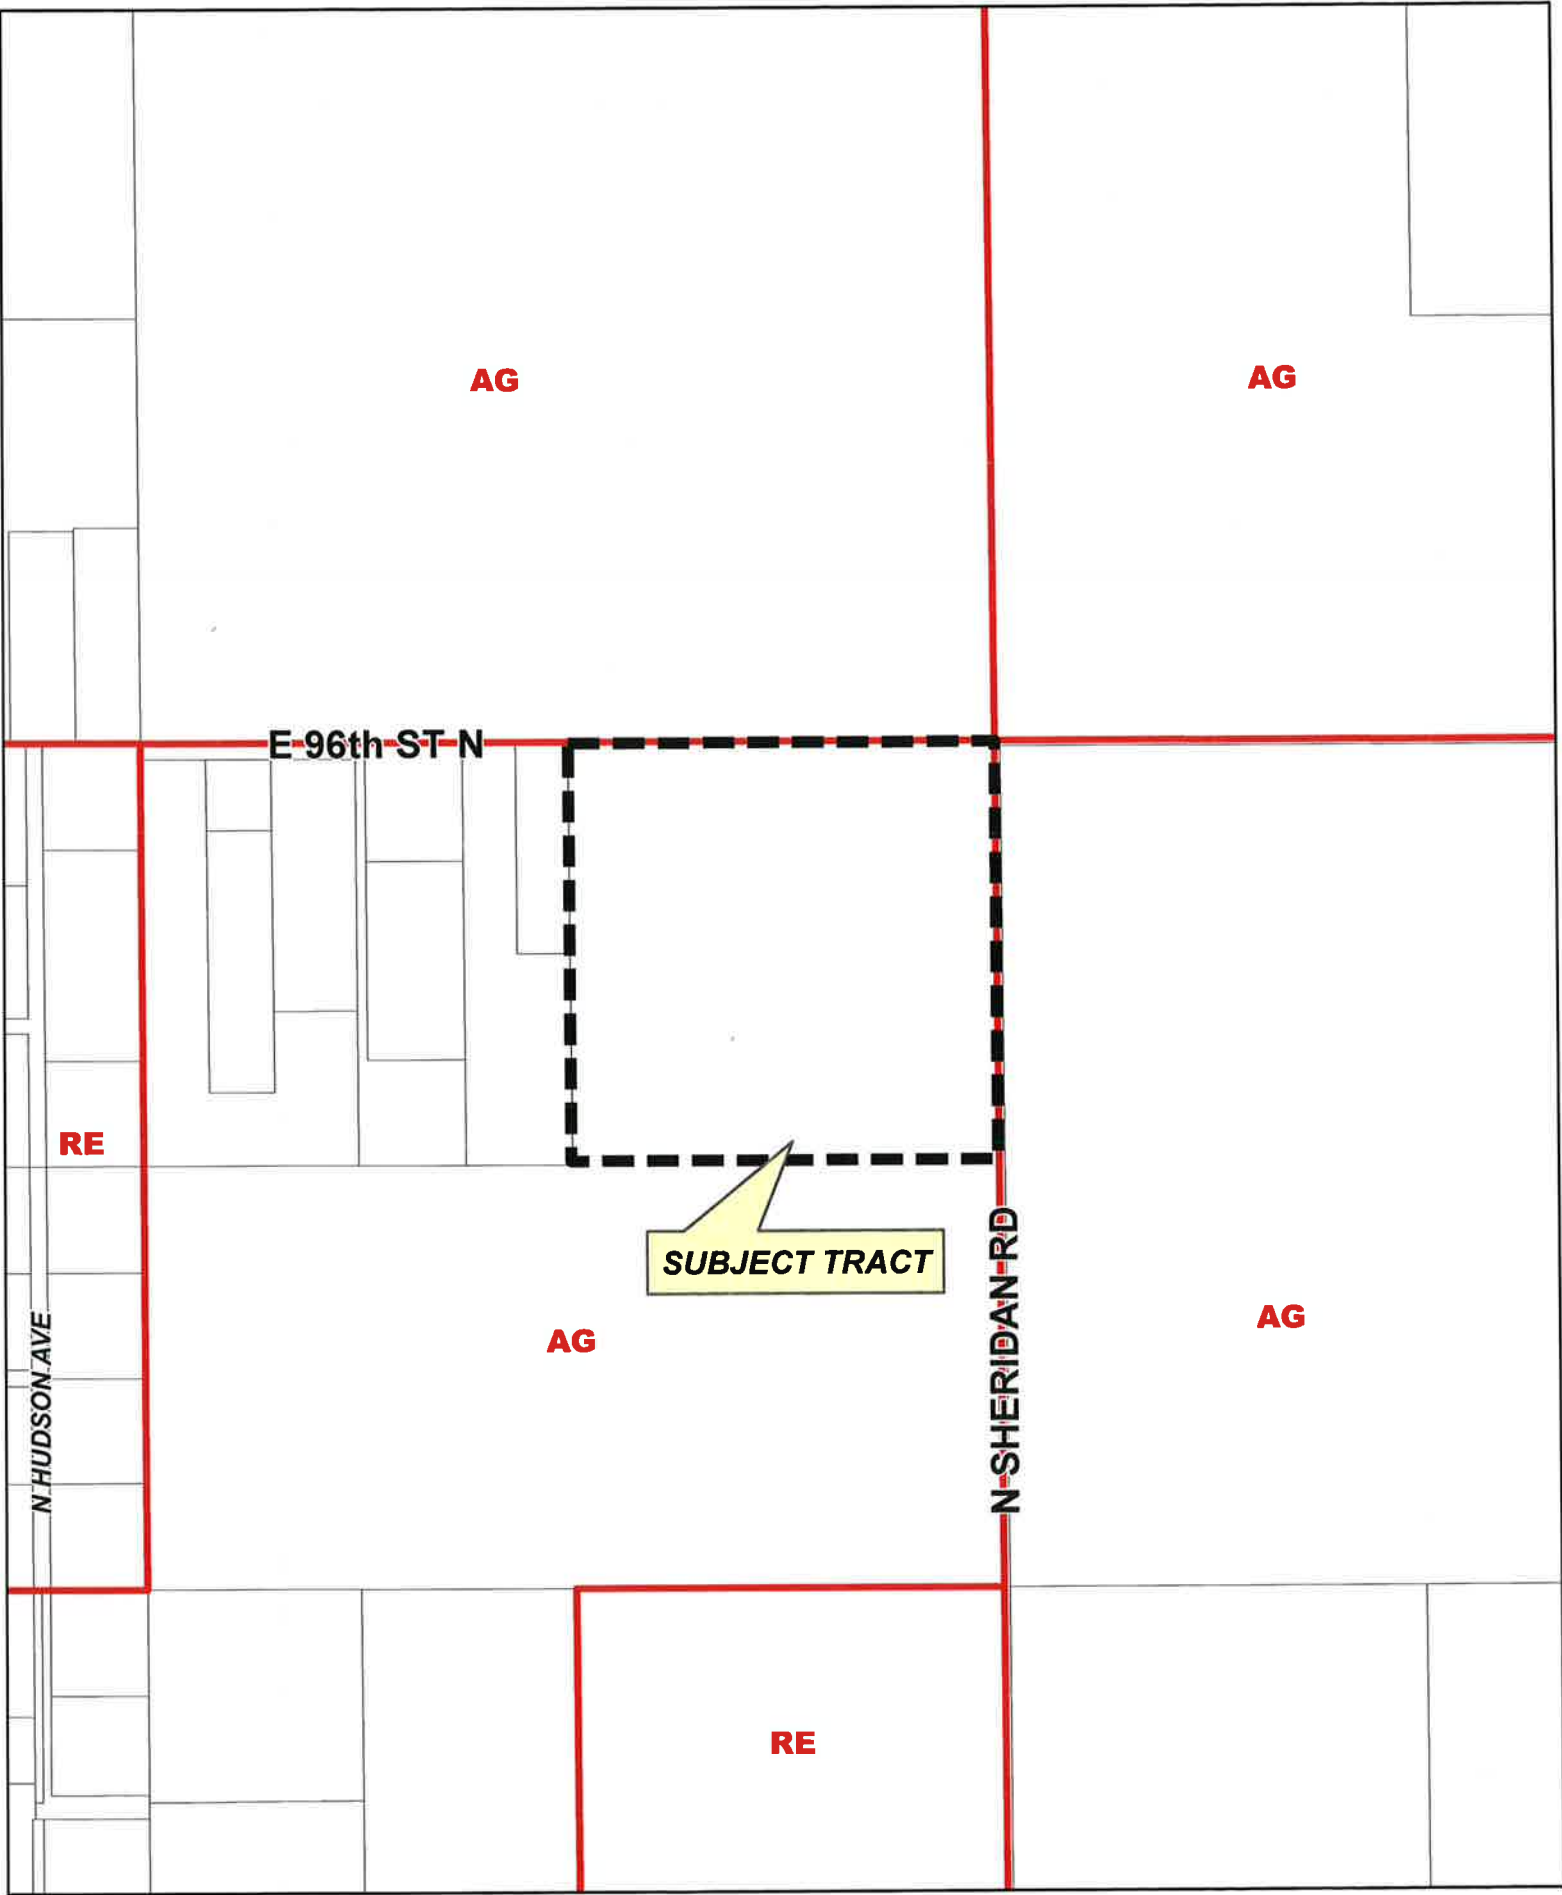 AG
AG
E 96th ST N
RE
SUBJECT TRACT
N SHERIDAN RD
AG
AG
N HUDSON AVE
RE